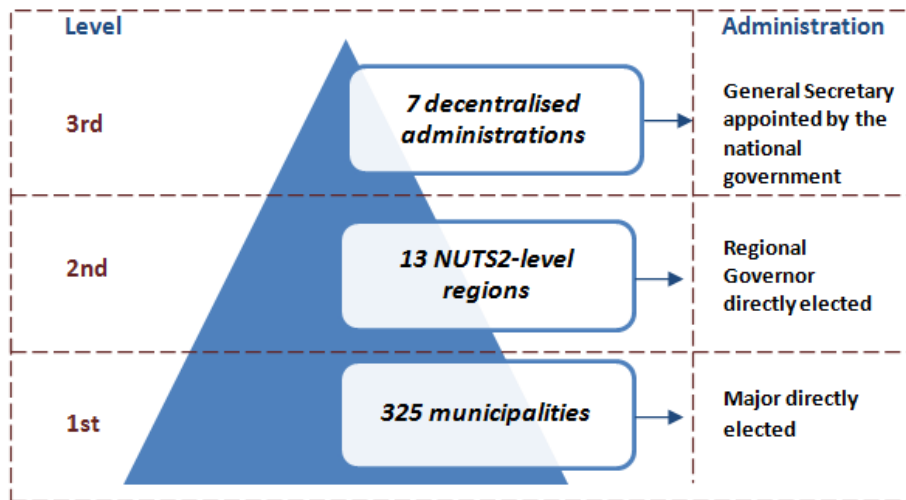 Level
Administration
3rd
7 decentralised
administrations
General Secretary
appointed by the
national
government
2nd
13 NUTS2-level
regions
Regional
Governor
directly elected
1st
325 municipalities
Major directly
elected